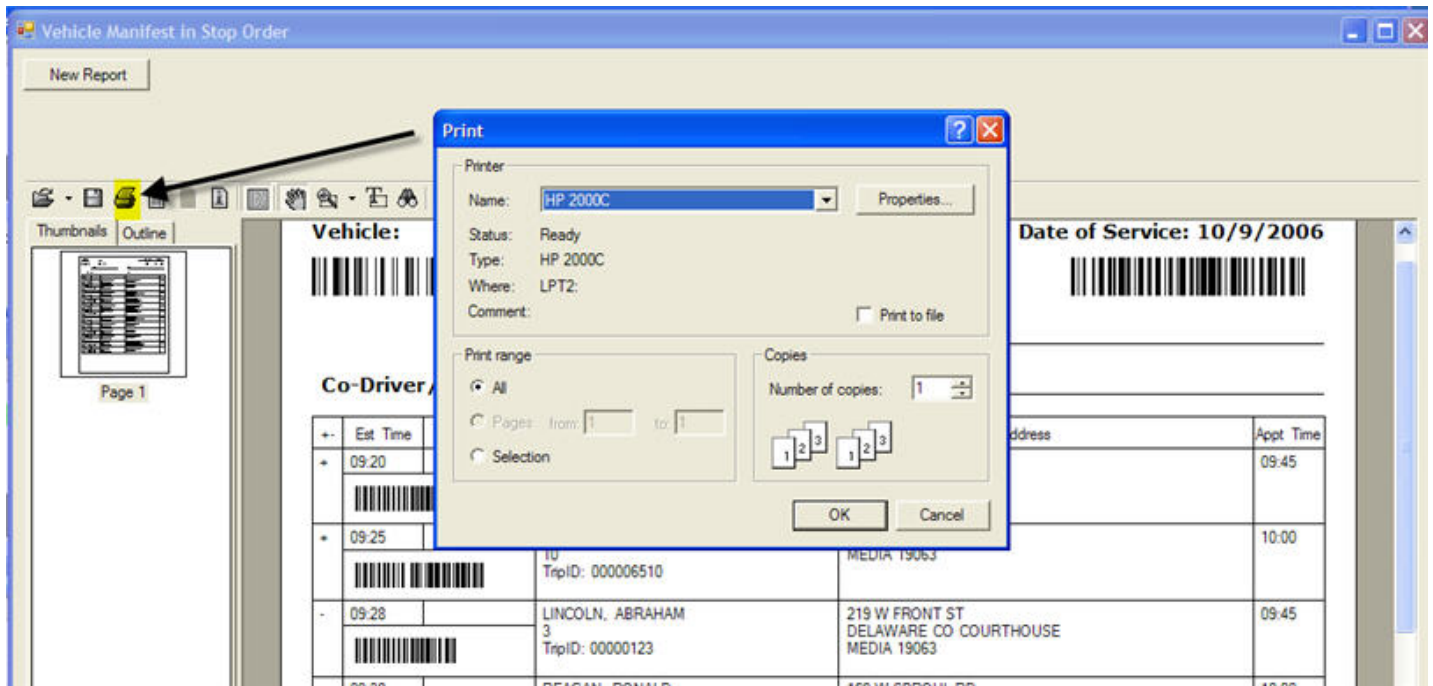 Vehicle Manifest in Stop Order
New Report
Print
Printer
Name: HP 2000C Properties...
Status: Ready
Type: HP 2000C
Where: LPT2:
Comment:
Print to file
Print range
All
Pages from: 1 to: 1
Selection
Copies
Number of copies: 1
1 2 3 1 2 3
OK Cancel
Thumbnails Outline
Page 1
Vehicle: Date of Service: 10/9/2006
Co-Driver/
+- Est Time Appt Time
+ 09:20 09:45
+ 09:25 10:00
10 MEDIA 19063
TripID: 000006510
- 09:28 LINCOLN, ABRAHAM 219 W FRONT ST 09:45
3 DELAWARE CO COURTHOUSE
TripID: 00000123 MEDIA 19063